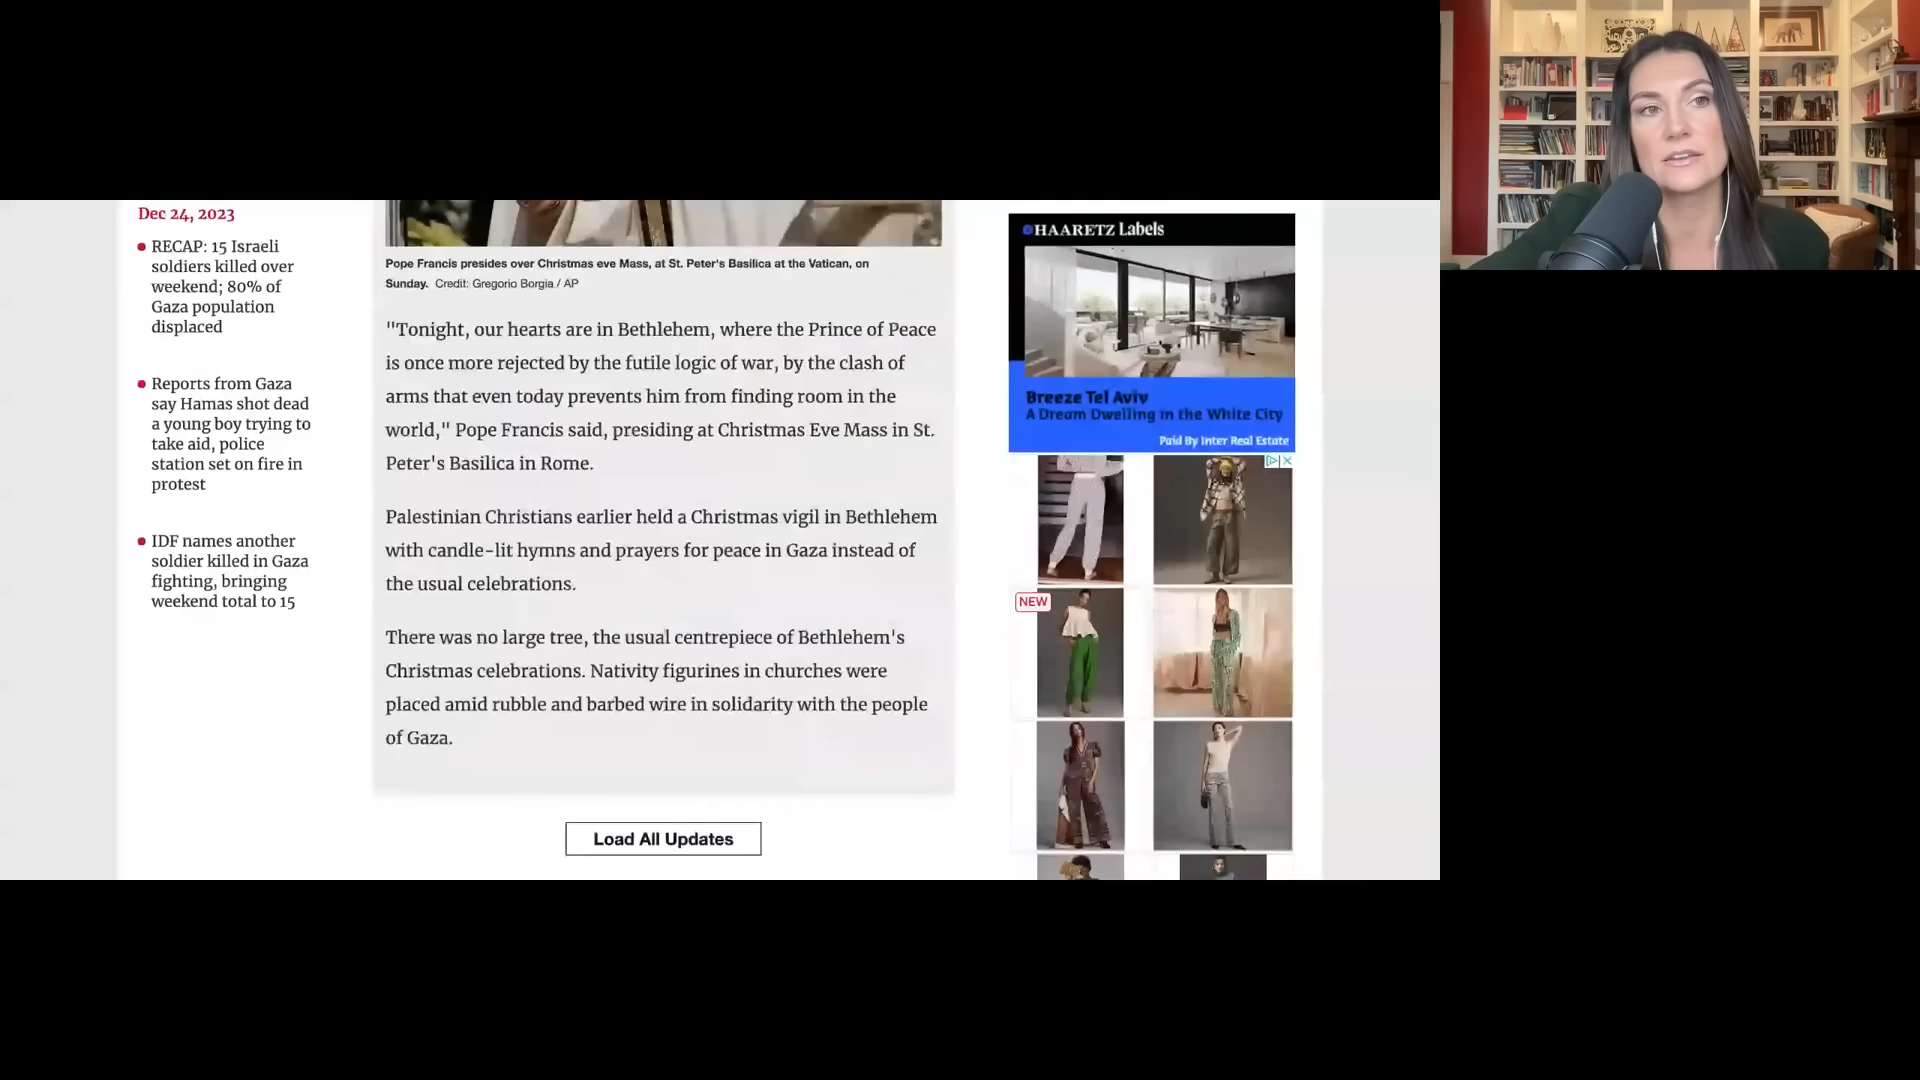 Dec 24, 2023
RECAP: 15 Israeli
soldiers killed over
weekend; 80% of
Gaza population
displaced
Reports from Gaza
say Hamas shot dead
a young boy trying to
take aid, police
station set on fire in
protest
IDF names another
soldier killed in Gaza
fighting, bringing
weekend total to 15
Pope Francis presides over Christmas eve Mass, at St. Peter's Basilica at the Vatican, on
Sunday. Credit: Gregorio Borgia / AP
"Tonight, our hearts are in Bethlehem, where the Prince of Peace
is once more rejected by the futile logic of war, by the clash of
arms that even today prevents him from finding room in the
world," Pope Francis said, presiding at Christmas Eve Mass in St.
Peter's Basilica in Rome.
Palestinian Christians earlier held a Christmas vigil in Bethlehem
with candle-lit hymns and prayers for peace in Gaza instead of
the usual celebrations.
There was no large tree, the usual centrepiece of Bethlehem's
Christmas celebrations. Nativity figurines in churches were
placed amid rubble and barbed wire in solidarity with the people
of Gaza.
Load All Updates
HAARETZ Labels
Breeze Tel Aviv
A Dream Dwelling in the White City
Paid By Inter Real Estate
NEW